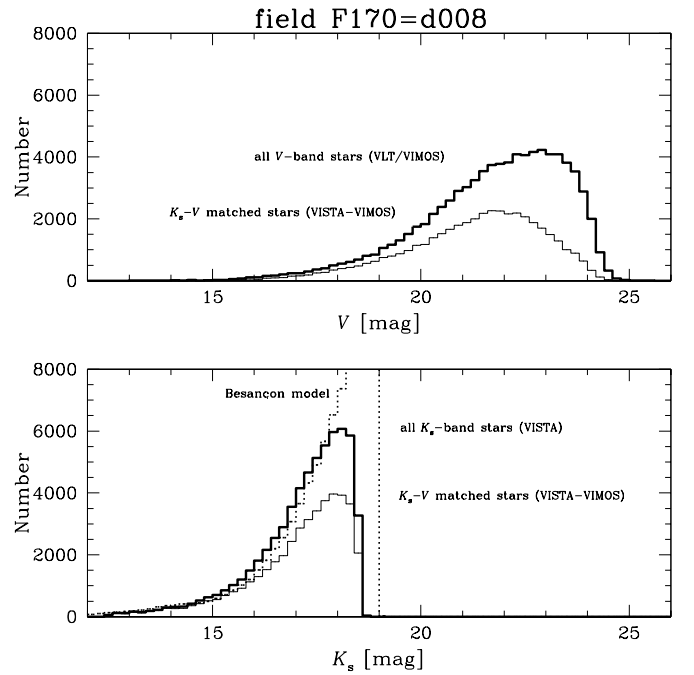 field F170=d008
8000
6000
4000
2000
0
Number
all V-band stars (VLT/VIMOS)
Ks-V matched stars (VISTA-VIMOS)
15 20 25
V [mag]
8000
6000
4000
2000
0
Number
Besançon model
all Ks-band stars (VISTA)
Ks-V matched stars (VISTA-VIMOS)
15 20 25
Ks [mag]